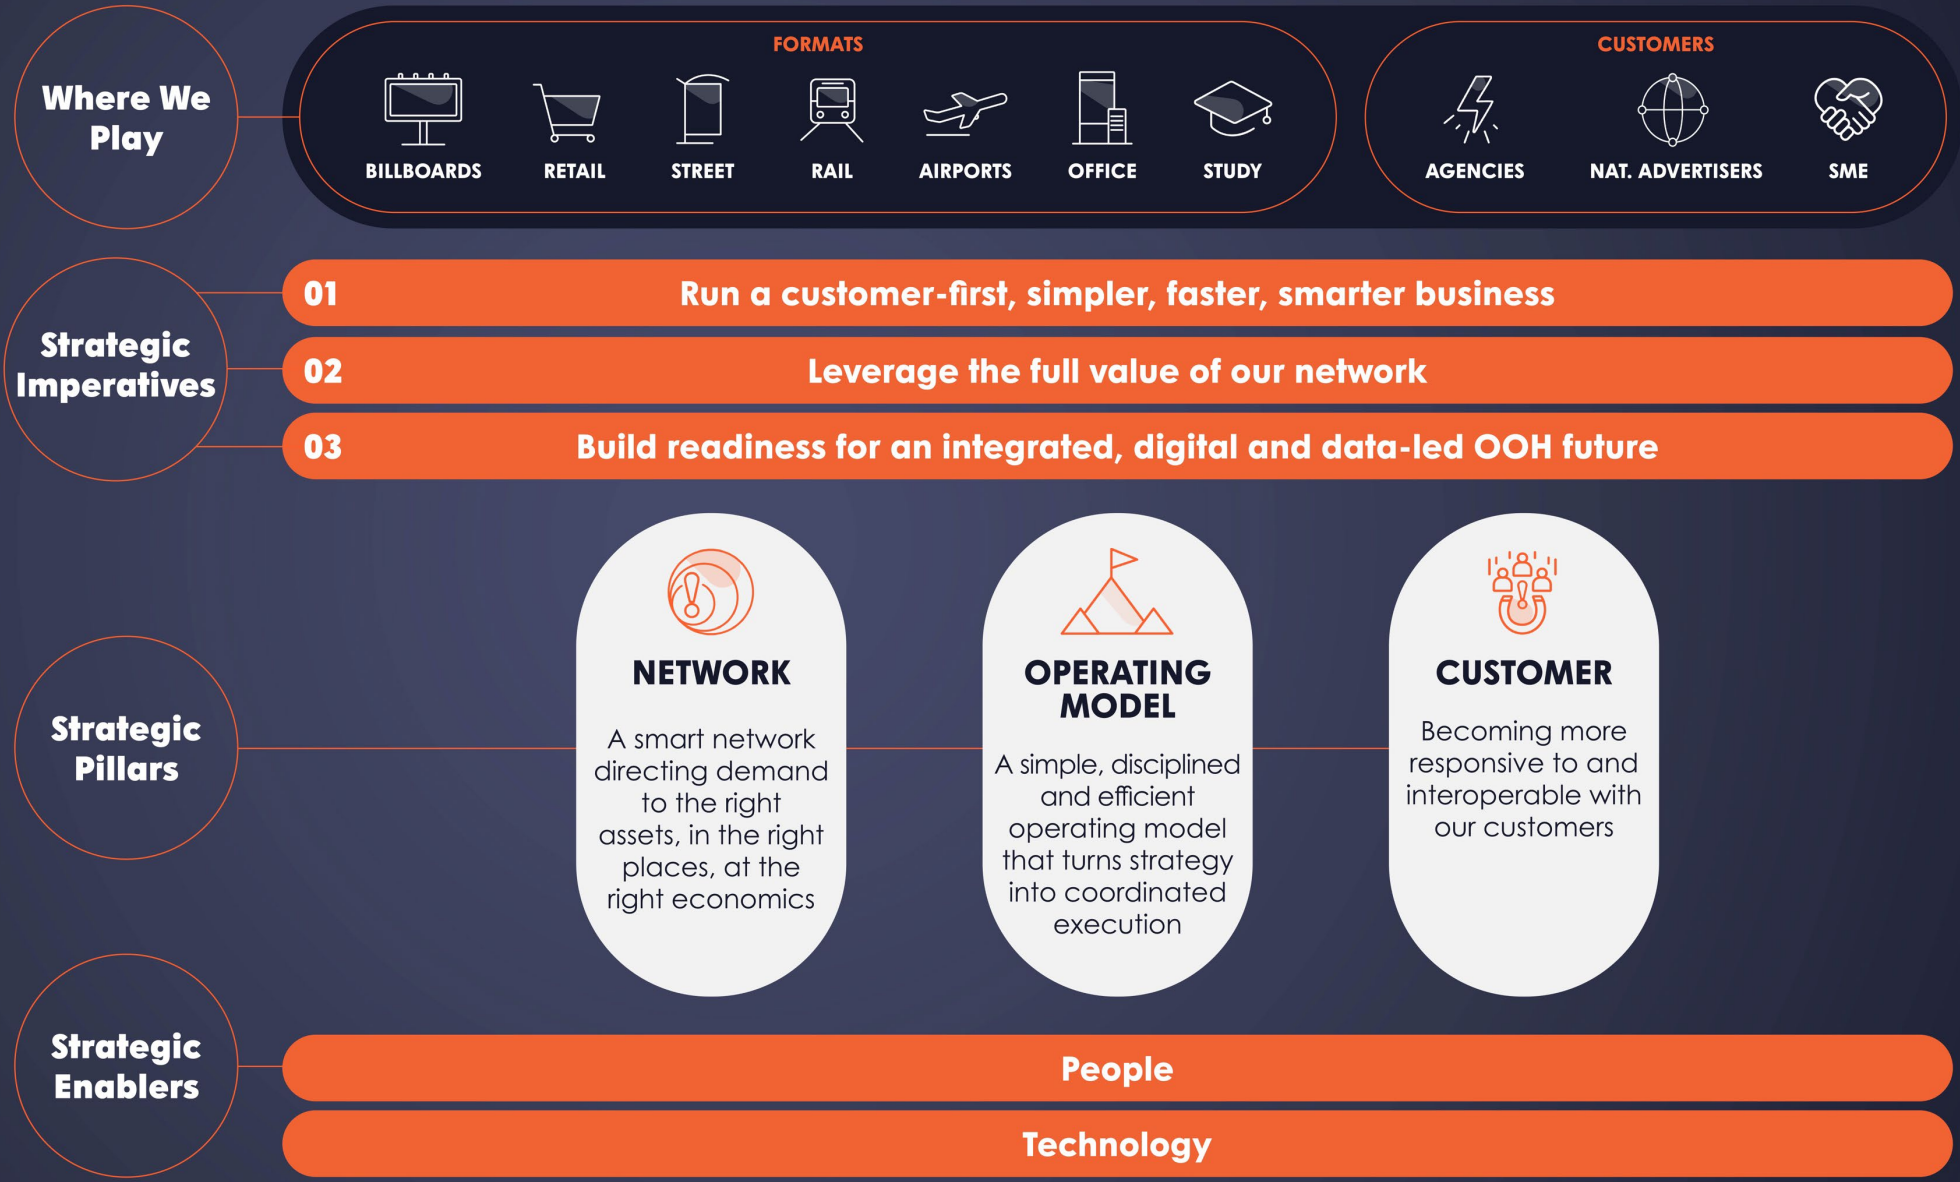 Where We
Play
FORMATS
BILLBOARDS
RETAIL
STREET
RAIL
AIRPORTS
OFFICE
STUDY
CUSTOMERS
AGENCIES
NAT. ADVERTISERS
SME
Strategic
Imperatives
01 Run a customer-first, simpler, faster, smarter business
02 Leverage the full value of our network
03 Build readiness for an integrated, digital and data-led OOH future
Strategic
Pillars
NETWORK
A smart network
directing demand
to the right
assets, in the right
places, at the
right economics
OPERATING
MODEL
A simple, disciplined
and efficient
operating model
that turns strategy
into coordinated
execution
CUSTOMER
Becoming more
responsive to and
interoperable with
our customers
Strategic
Enablers
People
Technology